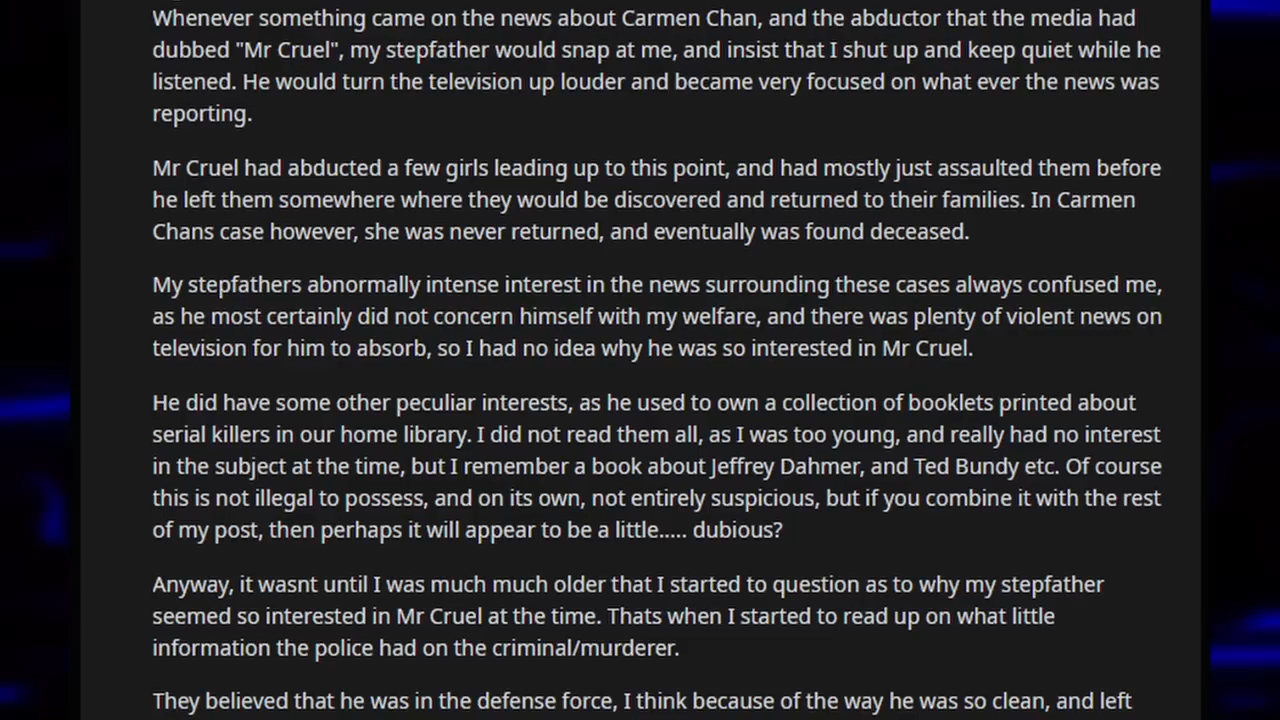 Whenever something came on the news about Carmen Chan, and the abductor that the media had
dubbed "Mr Cruel", my stepfather would snap at me, and insist that I shut up and keep quiet while he
listened. He would turn the television up louder and became very focused on what ever the news was
reporting.
Mr Cruel had abducted a few girls leading up to this point, and had mostly just assaulted them before
he left them somewhere where they would be discovered and returned to their families. In Carmen
Chans case however, she was never returned, and eventually was found deceased.
My stepfathers abnormally intense interest in the news surrounding these cases always confused me,
as he most certainly did not concern himself with my welfare, and there was plenty of violent news on
television for him to absorb, so I had no idea why he was so interested in Mr Cruel.
He did have some other peculiar interests, as he used to own a collection of booklets printed about
serial killers in our home library. I did not read them all, as I was too young, and really had no interest
in the subject at the time, but I remember a book about Jeffrey Dahmer, and Ted Bundy etc. Of course
this is not illegal to possess, and on its own, not entirely suspicious, but if you combine it with the rest
of my post, then perhaps it will appear to be a little..... dubious?
Anyway, it wasnt until I was much much older that I started to question as to why my stepfather
seemed so interested in Mr Cruel at the time. Thats when I started to read up on what little
information the police had on the criminal/murderer.
They believed that he was in the defense force, I think because of the way he was so clean, and left